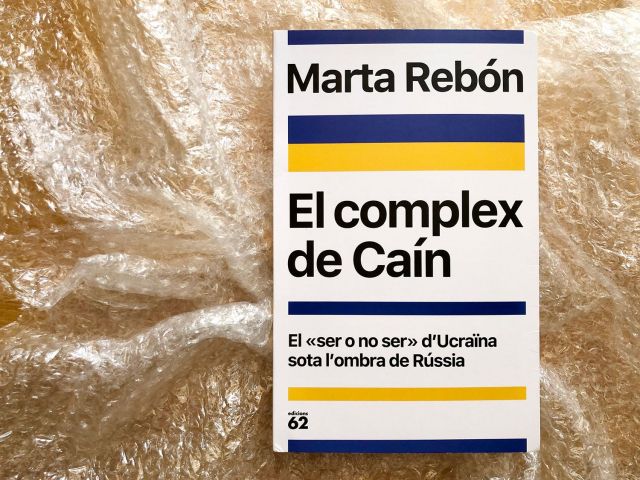 Marta Rebón
El complex
de Caín
El «ser o no ser» d'Ucraïna
sota l'ombra de Rússia
edicions
62